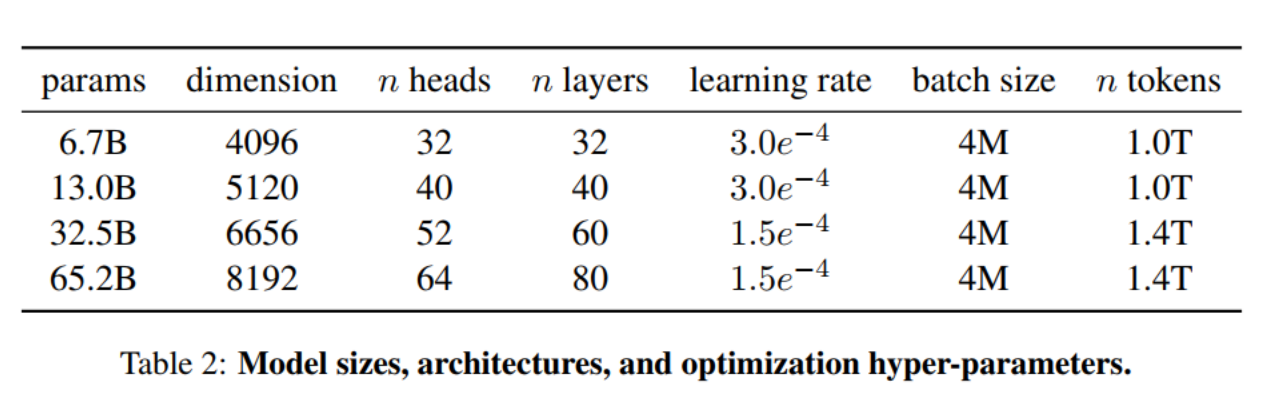 params dimension n heads n layers learning rate batch size n tokens
6.7B 4096 32 32 3.0e−4 4M 1.0T
13.0B 5120 40 40 3.0e−4 4M 1.0T
32.5B 6656 52 60 1.5e−4 4M 1.4T
65.2B 8192 64 80 1.5e−4 4M 1.4T
Table 2: Model sizes, architectures, and optimization hyper-parameters.